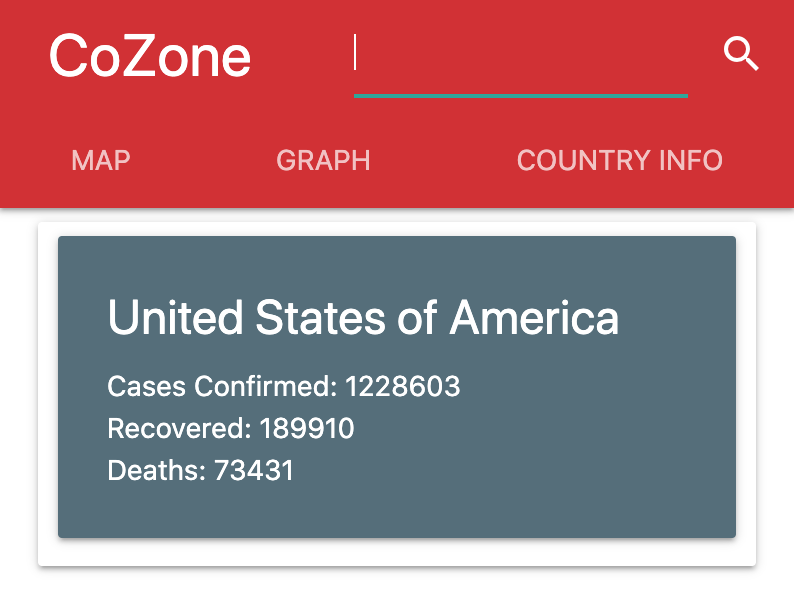 CoZone
MAP GRAPH COUNTRY INFO
United States of America
Cases Confirmed: 1228603
Recovered: 189910
Deaths: 73431